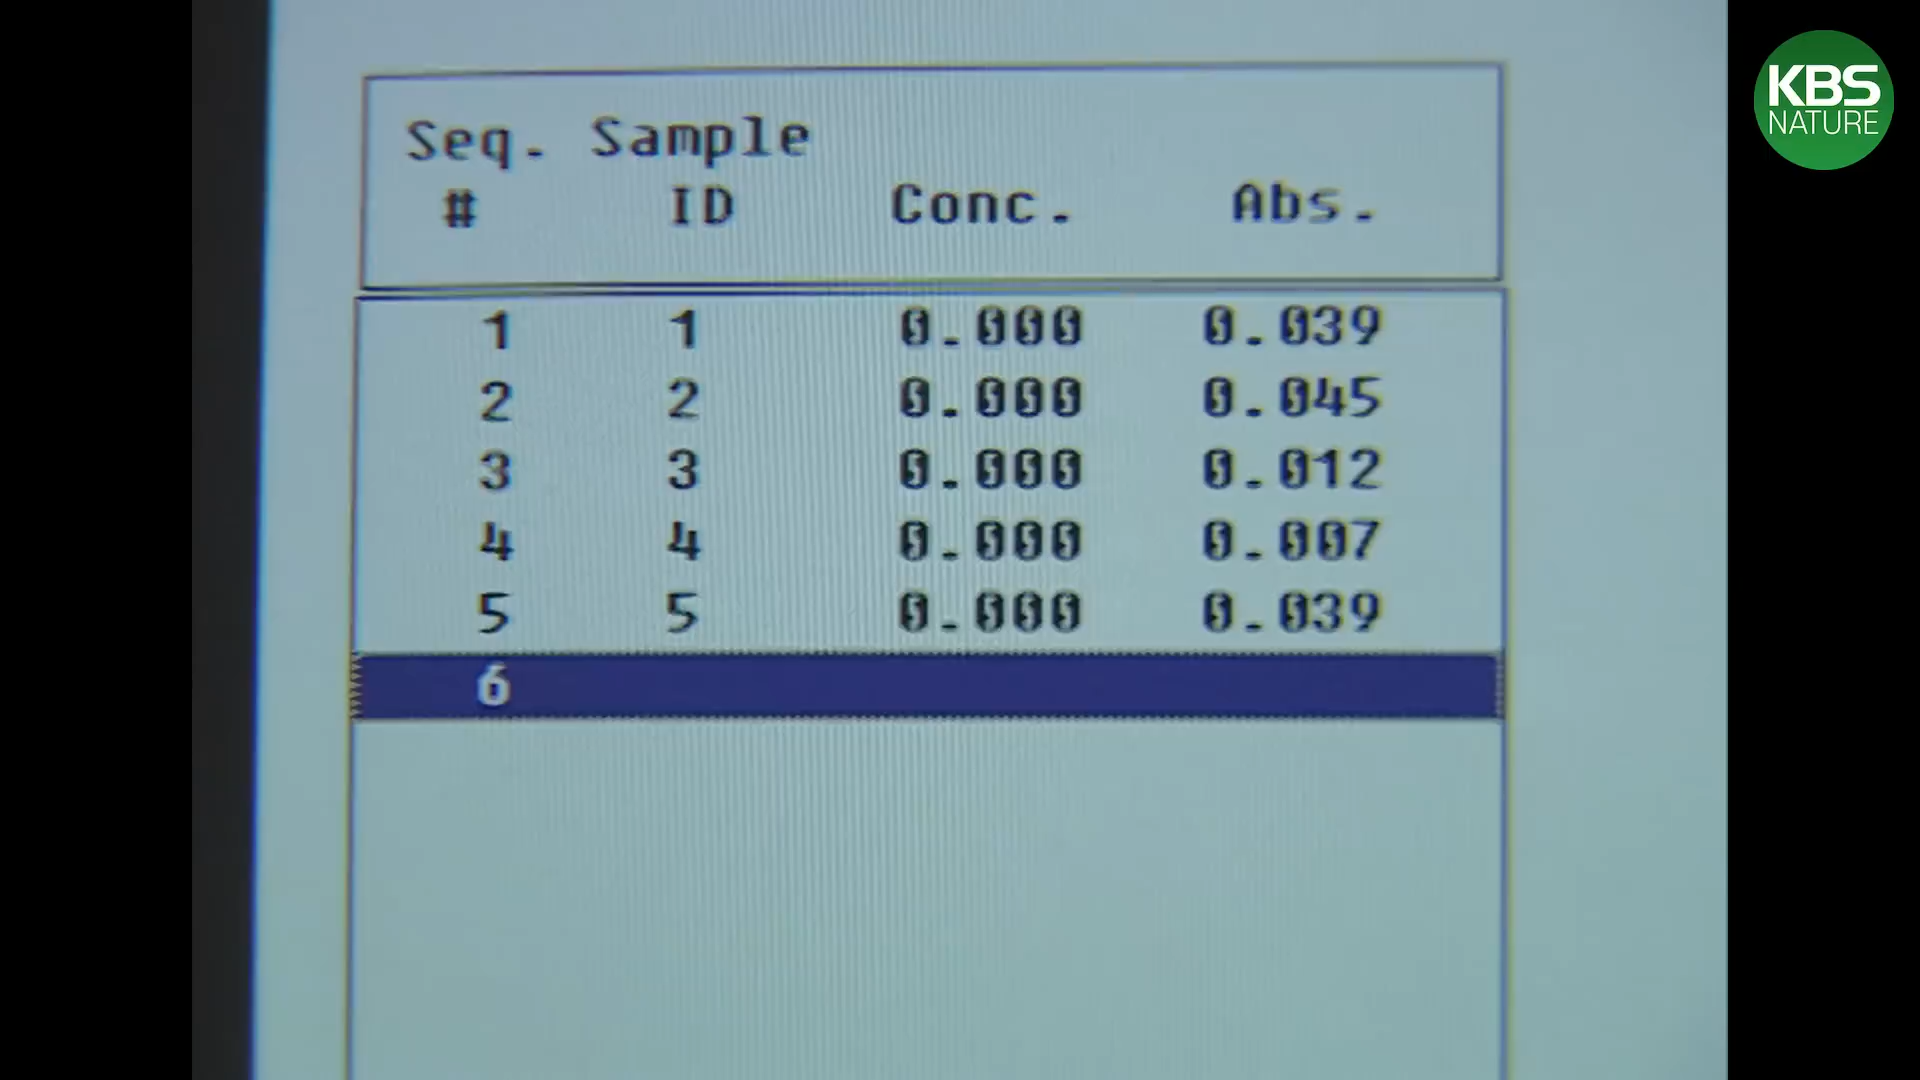 KBS
NATURE
Seq. Sample
# ID Conc. Abs.
1 1 0.000 0.039
2 2 0.000 0.045
3 3 0.000 0.012
4 4 0.000 0.007
5 5 0.000 0.039
6